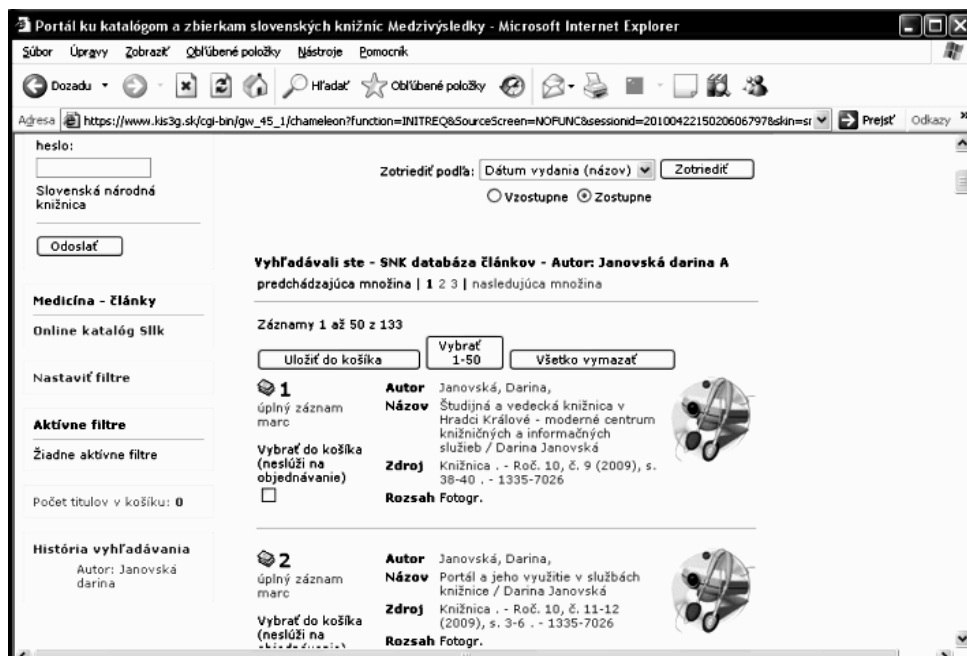 Portál ku katalógom a zbierkam slovenských knižníc Medzivýsledky - Microsoft Internet Explorer
Súbor Úpravy Zobraziť Obľúbené položky Nástroje Pomocník
Dozadu Hľadať Obľúbené položky
Adresa https://www.kis3g.sk/cgi-bin/gw_45_1/chameleon?function=INITREQ&SourceScreen=NOFUNC&sessionid=2010042215020606797&skin=sr Prejsť Odkazy »
heslo:
Slovenská národná
knižnica
Odoslať
Medicína - články
Online katalóg Sllk
Nastaviť filtre
Aktívne filtre
Žiadne aktívne filtre
Počet titulov v košíku: 0
História vyhľadávania
Autor: Janovská
darina
Zotriediť podľa: Dátum vydania (názov) Zotriediť
Vzostupne Zostupne
Vyhľadávali ste - SNK databáza článkov - Autor: Janovská darina A
predchádzajúca množina | 1 2 3 | nasledujúca množina
Záznamy 1 až 50 z 133
Uložiť do košíka Vybrať 1-50 Všetko vymazať
1
úplný záznam
marc
Vybrať do košíka
(neslúži na
objednávanie)
Autor Janovská, Darina,
Názov Študijná a vedecká knižnica v
Hradci Králové - moderné centrum
knižničných a informačných
služieb / Darina Janovská
Zdroj Knižnica . - Roč. 10, č. 9 (2009), s.
38-40 . - 1335-7026
Rozsah Fotogr.
2
úplný záznam
marc
Vybrať do košíka
(neslúži na
objednávanie)
Autor Janovská, Darina,
Názov Portál a jeho využitie v službách
knižnice / Darina Janovská
Zdroj Knižnica . - Roč. 10, č. 11-12
(2009), s. 3-6 . - 1335-7026
Rozsah Fotogr.